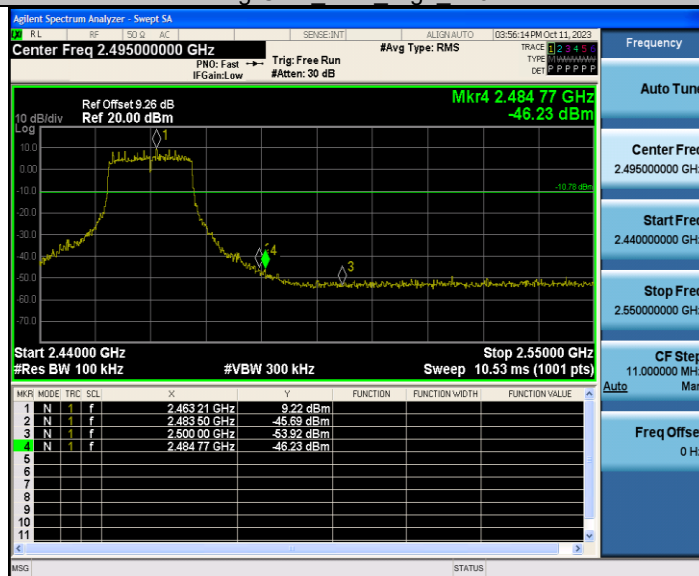 Agilent Spectrum Analyzer - Swept SA
RL RF 50 Ω AC SENSE:INT ALIGN AUTO 03:56:14 PM Oct 11, 2023
Center Freq 2.495000000 GHz
PNO: Fast
IFGain:Low
Trig: Free Run
#Atten: 30 dB
#Avg Type: RMS
TRACE 1 2 3 4 5 6
TYPE M
DET P P P P P P
Ref Offset 9.26 dB
10 dB/div Ref 20.00 dBm
Log
Mkr4 2.484 77 GHz
-46.23 dBm
10.0
0.00
-10.0
-20.0
-30.0
-40.0
-50.0
-60.0
-70.0
1
4
3
-10.78 dBm
Start 2.44000 GHz
Stop 2.55000 GHz
#Res BW 100 kHz #VBW 300 kHz Sweep 10.53 ms (1001 pts)
MKR MODE TRC SCL X Y FUNCTION FUNCTION WIDTH FUNCTION VALUE
1 N 1 f 2.463 21 GHz 9.22 dBm
2 N 1 f 2.483 50 GHz -45.69 dBm
3 N 1 f 2.500 00 GHz -53.92 dBm
4 N 1 f 2.484 77 GHz -46.23 dBm
5
6
7
8
9
10
11
MSG STATUS
Frequency
Auto Tune
Center Freq
2.495000000 GHz
Start Freq
2.440000000 GHz
Stop Freq
2.550000000 GHz
CF Step
11.000000 MHz
Auto Man
Freq Offset
0 Hz